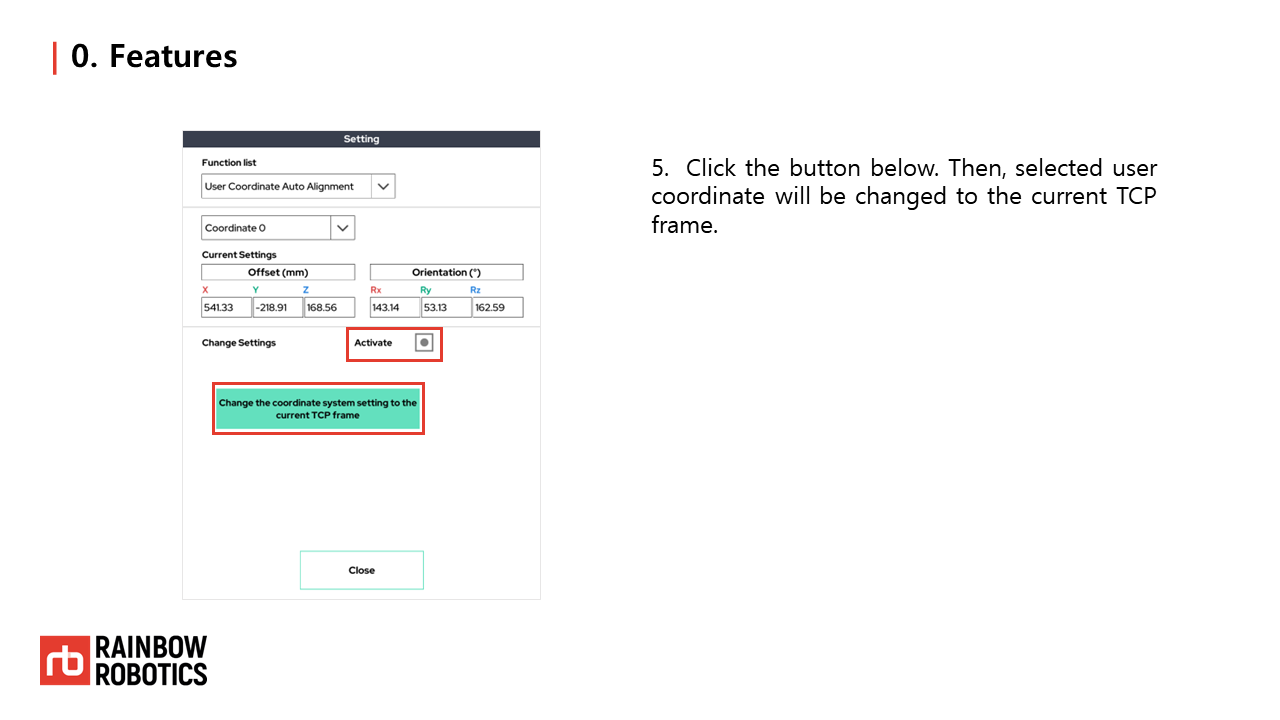 0. Features
Setting
Function list
User Coordinate Auto Alignment
Coordinate 0
Current Settings
Offset (mm) Orientation (°)
X Y Z Rx Ry Rz
541.33 -218.91 168.56 143.14 53.13 162.59
Change Settings Activate
Change the coordinate system setting to the
current TCP frame
Close
5. Click the button below. Then, selected user
coordinate will be changed to the current TCP
frame.
rb
RAINBOW
ROBOTICS